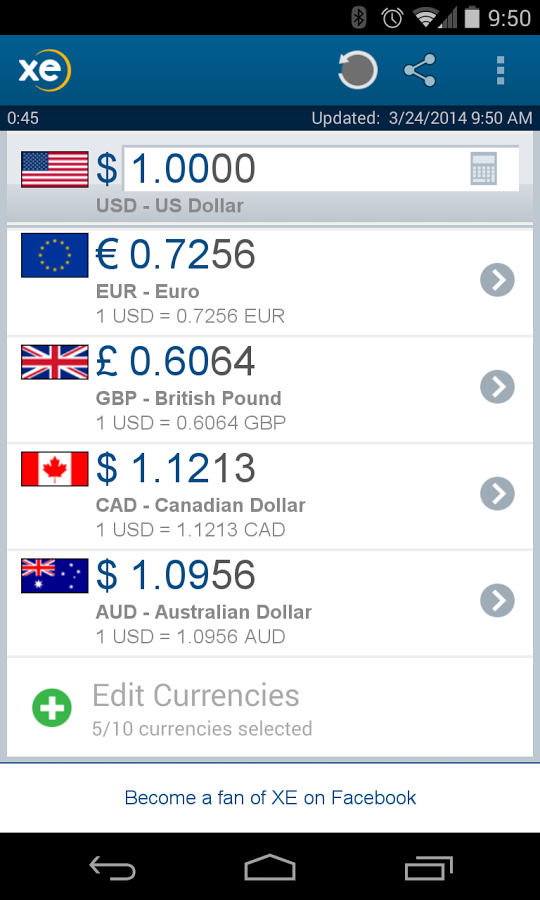 9:50
xe
0:45 Updated: 3/24/2014 9:50 AM
$ 1.0000
USD - US Dollar
€ 0.7256
EUR - Euro
1 USD = 0.7256 EUR
£ 0.6064
GBP - British Pound
1 USD = 0.6064 GBP
$ 1.1213
CAD - Canadian Dollar
1 USD = 1.1213 CAD
$ 1.0956
AUD - Australian Dollar
1 USD = 1.0956 AUD
Edit Currencies
5/10 currencies selected
Become a fan of XE on Facebook